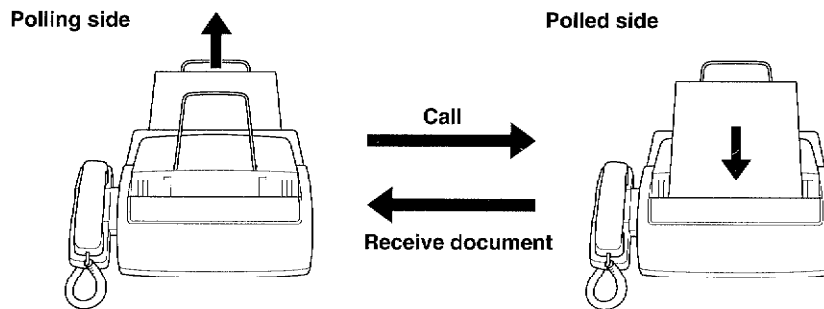 Polling side
Polled side
Call
Receive document